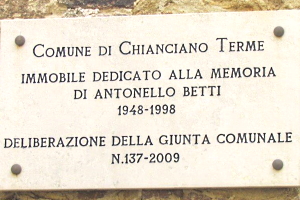 Comune di Chianciano Terme
immobile dedicato alla memoria
di Antonello Betti
1948-1998
deliberazione della giunta comunale
n.137-2009